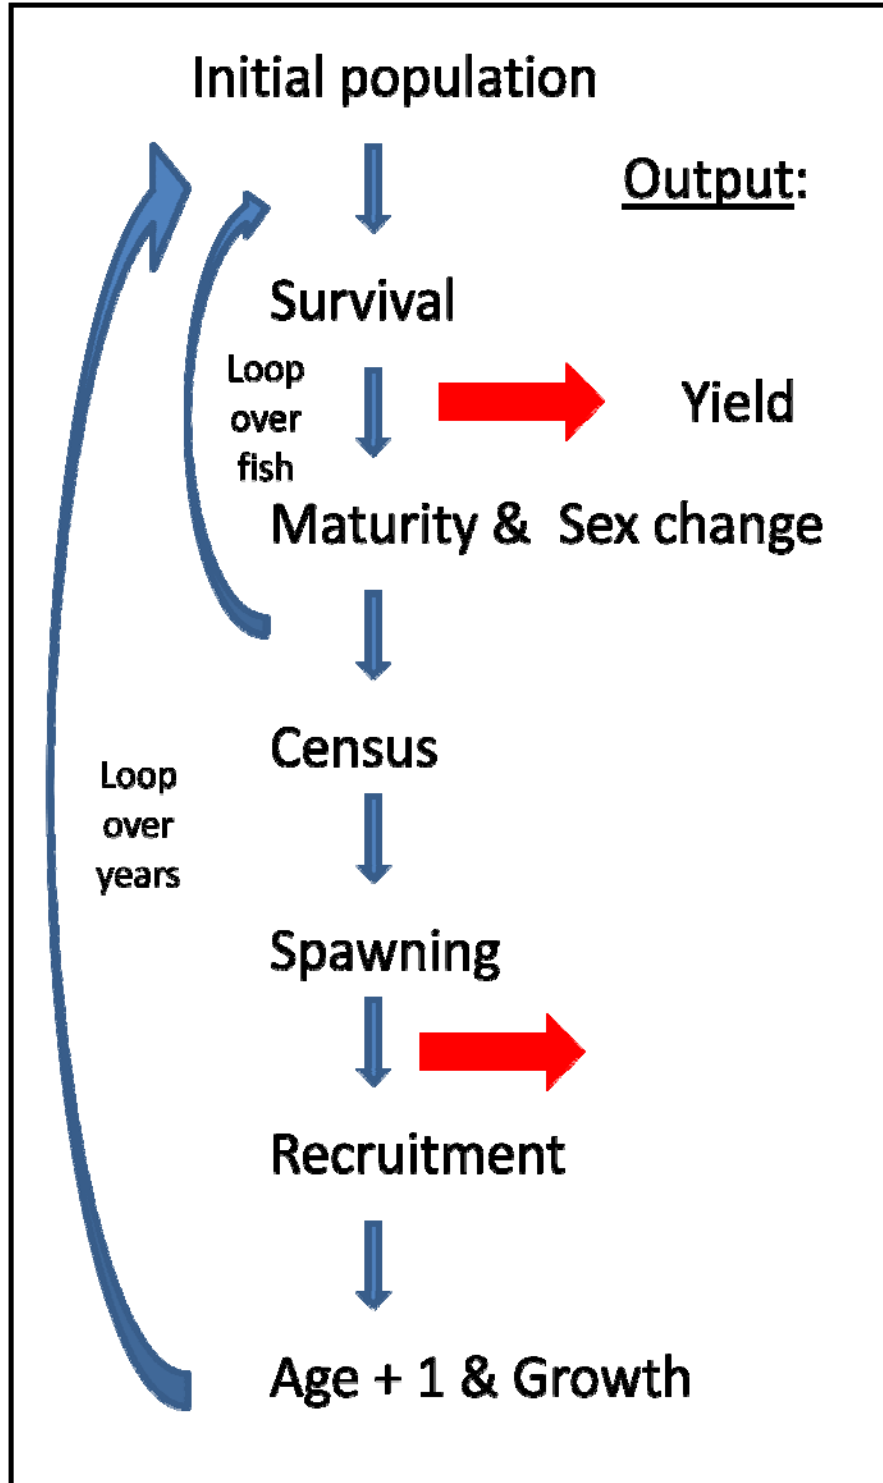 Initial population
Output:
Survival
Loop
over
fish
Yield
Maturity & Sex change
Census
Loop
over
years
Spawning
Recruitment
Age + 1 & Growth